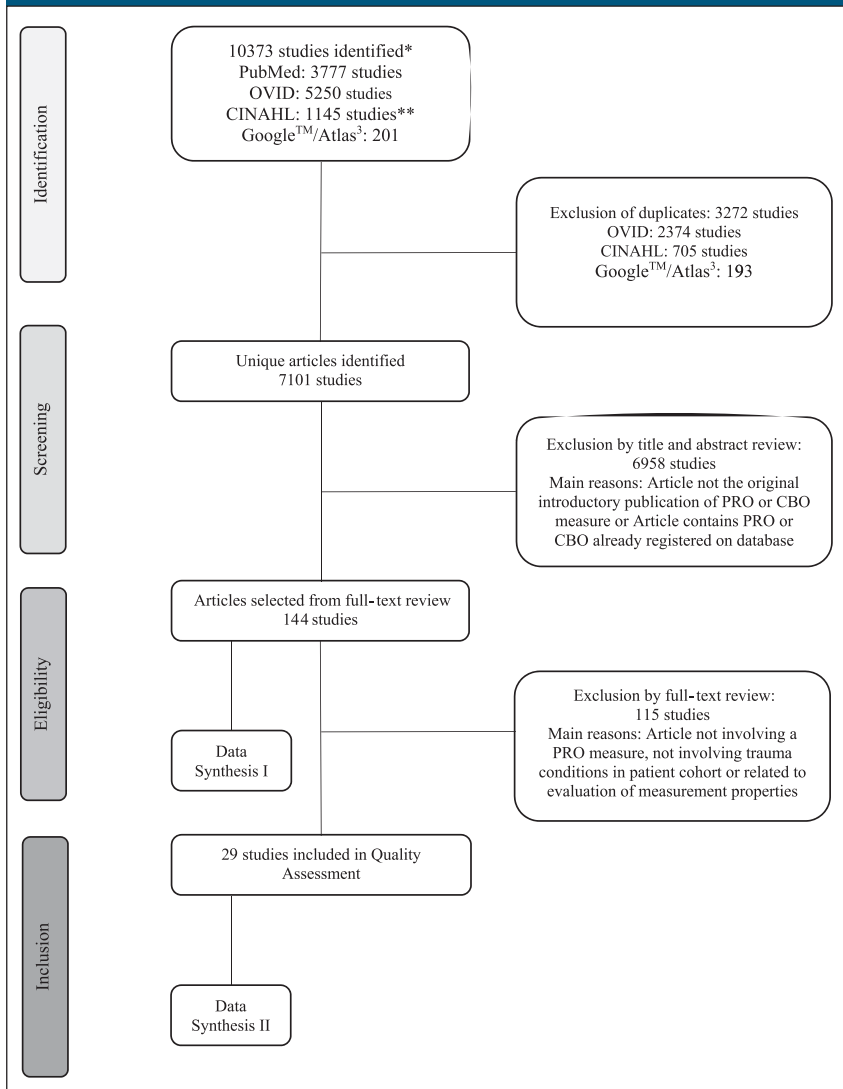 Identification
10373 studies identified*
PubMed: 3777 studies
OVID: 5250 studies
CINAHL: 1145 studies**
Google™/Atlas³: 201
Exclusion of duplicates: 3272 studies
OVID: 2374 studies
CINAHL: 705 studies
Google™/Atlas³: 193
Screening
Unique articles identified
7101 studies
Exclusion by title and abstract review:
6958 studies
Main reasons: Article not the original
introductory publication of PRO or CBO
measure or Article contains PRO or
CBO already registered on database
Eligibility
Articles selected from full-text review
144 studies
Data
Synthesis I
Exclusion by full-text review:
115 studies
Main reasons: Article not involving a
PRO measure, not involving trauma
conditions in patient cohort or related to
evaluation of measurement properties
Inclusion
29 studies included in Quality
Assessment
Data
Synthesis II